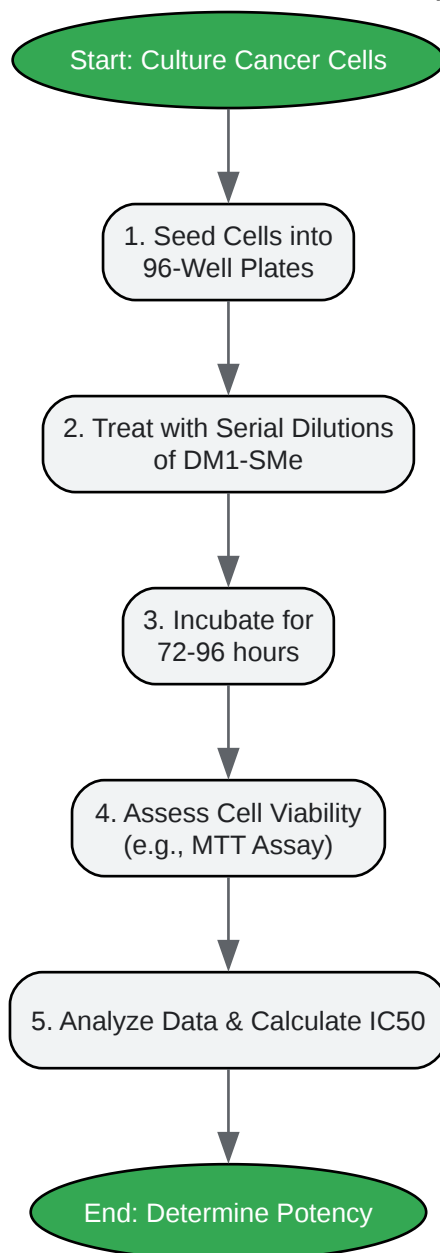 Start: Culture Cancer Cells
1. Seed Cells into
96-Well Plates
2. Treat with Serial Dilutions
of DM1-SMe
3. Incubate for
72-96 hours
4. Assess Cell Viability
(e.g., MTT Assay)
5. Analyze Data & Calculate IC50
End: Determine Potency